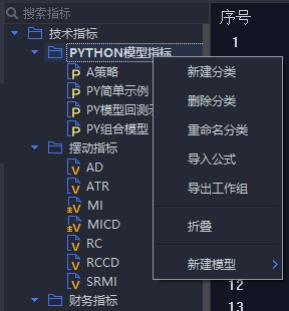 搜索指标
技术指标
PYTHON模型指标
A策略
PY简单示例
PY模型回测示
PY组合模型
摆动指标
AD
ATR
MI
MICD
RC
RCCD
SRMI
财务指标
新建分类
删除分类
重命名分类
导入公式
导出工作组
折叠
新建模型
序号
1
12
13